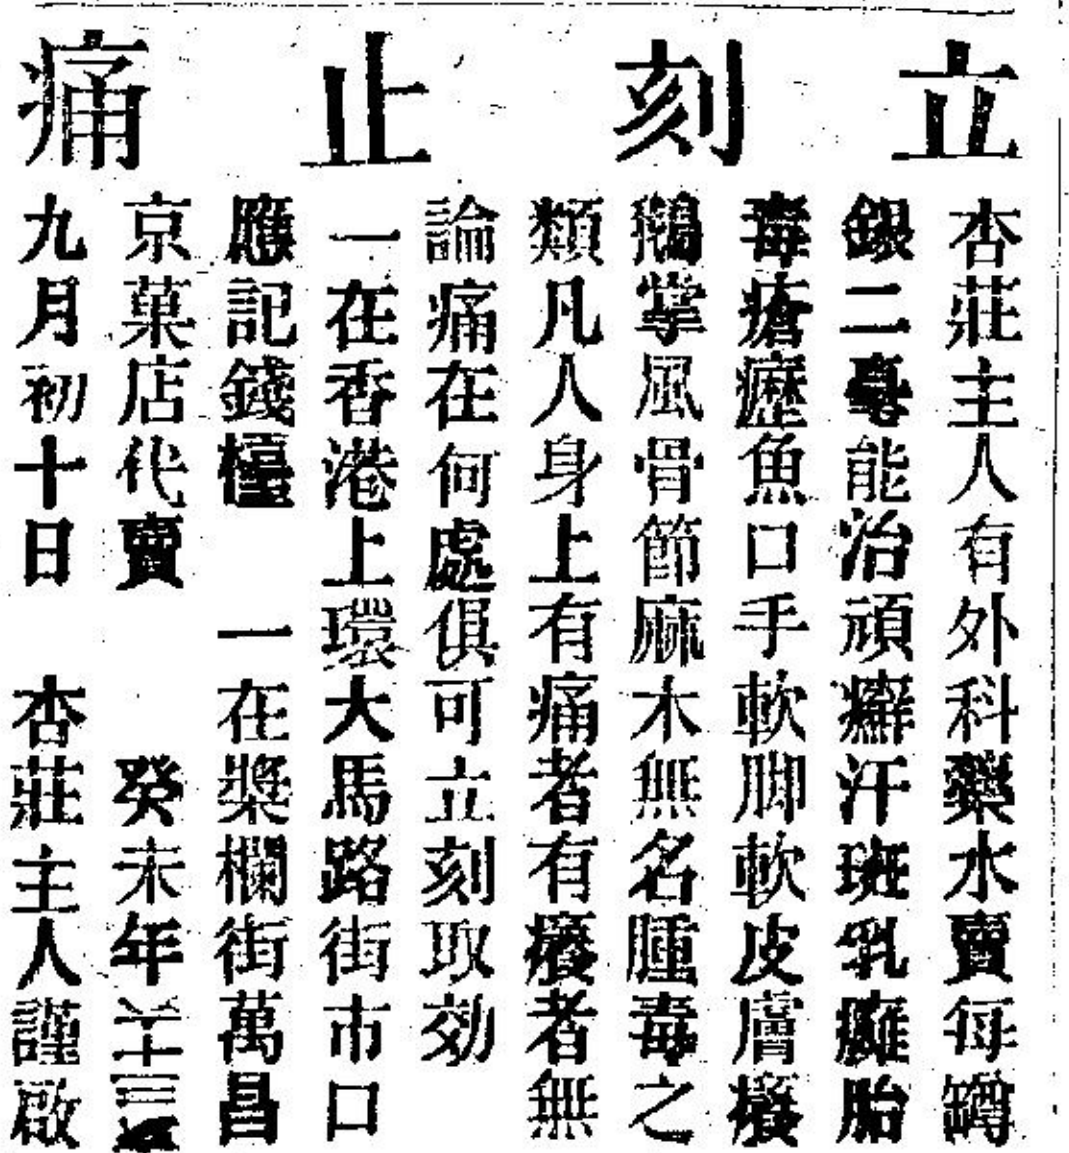 立刻止痛
杏莊主人有外科藥水賣每罇
銀二毫能治頑癬汗斑乳癰胎
毒瘡癧魚口手軟脚軟皮膚癢
鵝掌風骨節麻木無名腫毒之
類凡人身上有痛者有癢者無
論痛在何處俱可立刻取効
一在香港上環大馬路街市口
應記錢檯 一在槳欄街萬昌
京菓店代賣 癸未年
九月初十日 杏莊主人謹啟